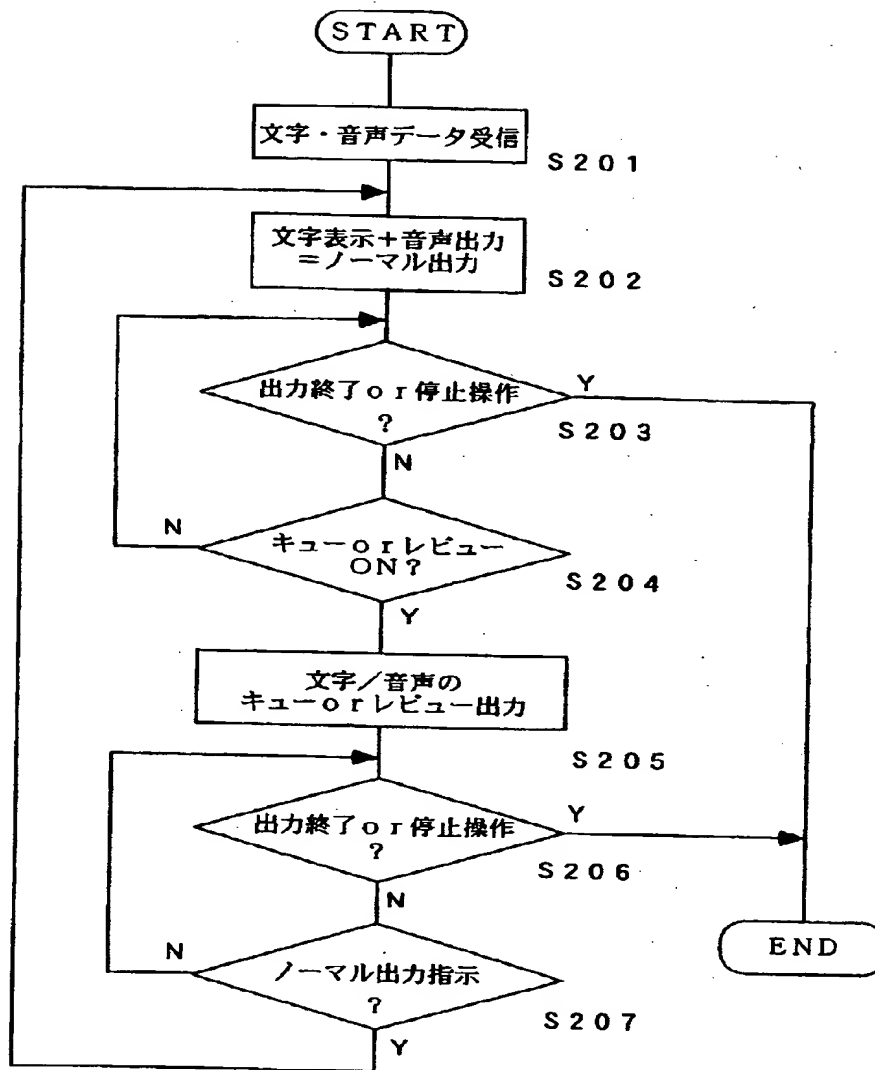 START
文字・音声データ受信
S201
文字表示+音声出力
=ノーマル出力
S202
出力終了or停止操作
?
Y
S203
N
キューorレビュー
ON?
N
S204
Y
文字/音声の
キューorレビュー出力
S205
出力終了or停止操作
?
Y
S206
N
ノーマル出力指示
?
N
S207
Y
END